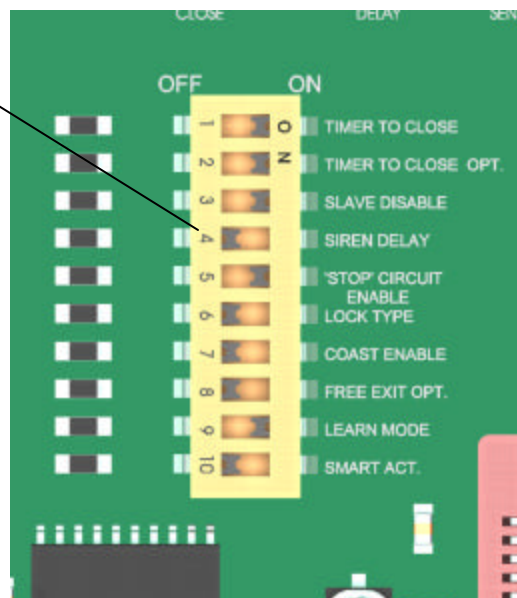 CLOSE DELAY SEN
OFF ON
1 O TIMER TO CLOSE
2 N TIMER TO CLOSE OPT.
3 SLAVE DISABLE
4 SIREN DELAY
5 'STOP' CIRCUIT
ENABLE
6 LOCK TYPE
7 COAST ENABLE
8 FREE EXIT OPT.
9 LEARN MODE
10 SMART ACT.